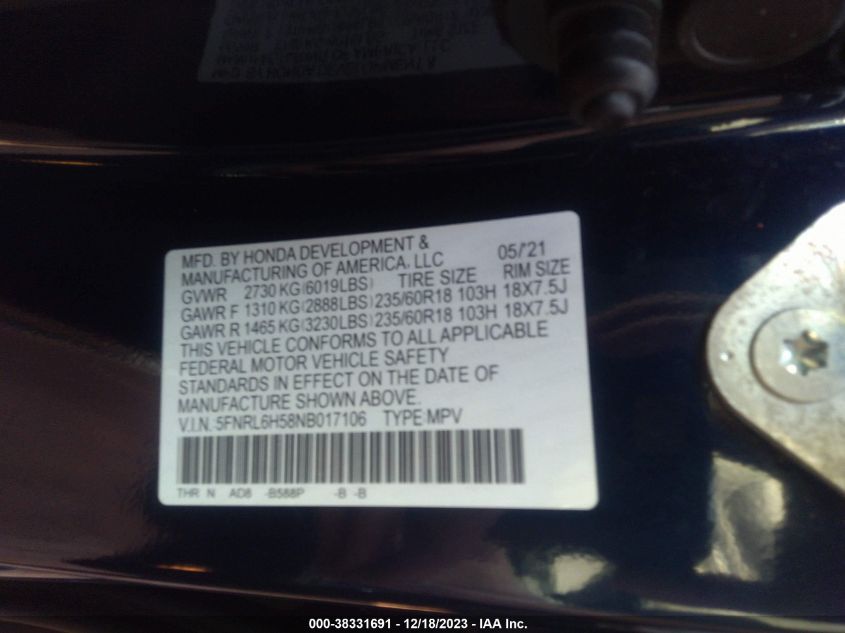 MFD. BY HONDA DEVELOPMENT &
MANUFACTURING OF AMERICA, LLC 05/'21
GVWR 2730 KG (6019LBS) TIRE SIZE RIM SIZE
GAWR F 1310 KG (2888LBS) 235/60R18 103H 18X7.5J
GAWR R 1465 KG (3230LBS) 235/60R18 103H 18X7.5J
THIS VEHICLE CONFORMS TO ALL APPLICABLE
FEDERAL MOTOR VEHICLE SAFETY
STANDARDS IN EFFECT ON THE DATE OF
MANUFACTURE SHOWN ABOVE.
V.I.N.:5FNRL6H58NB017106 TYPE:MPV
THR N AD8 -B588P -B -B
000-38331691 - 12/18/2023 - IAA Inc.